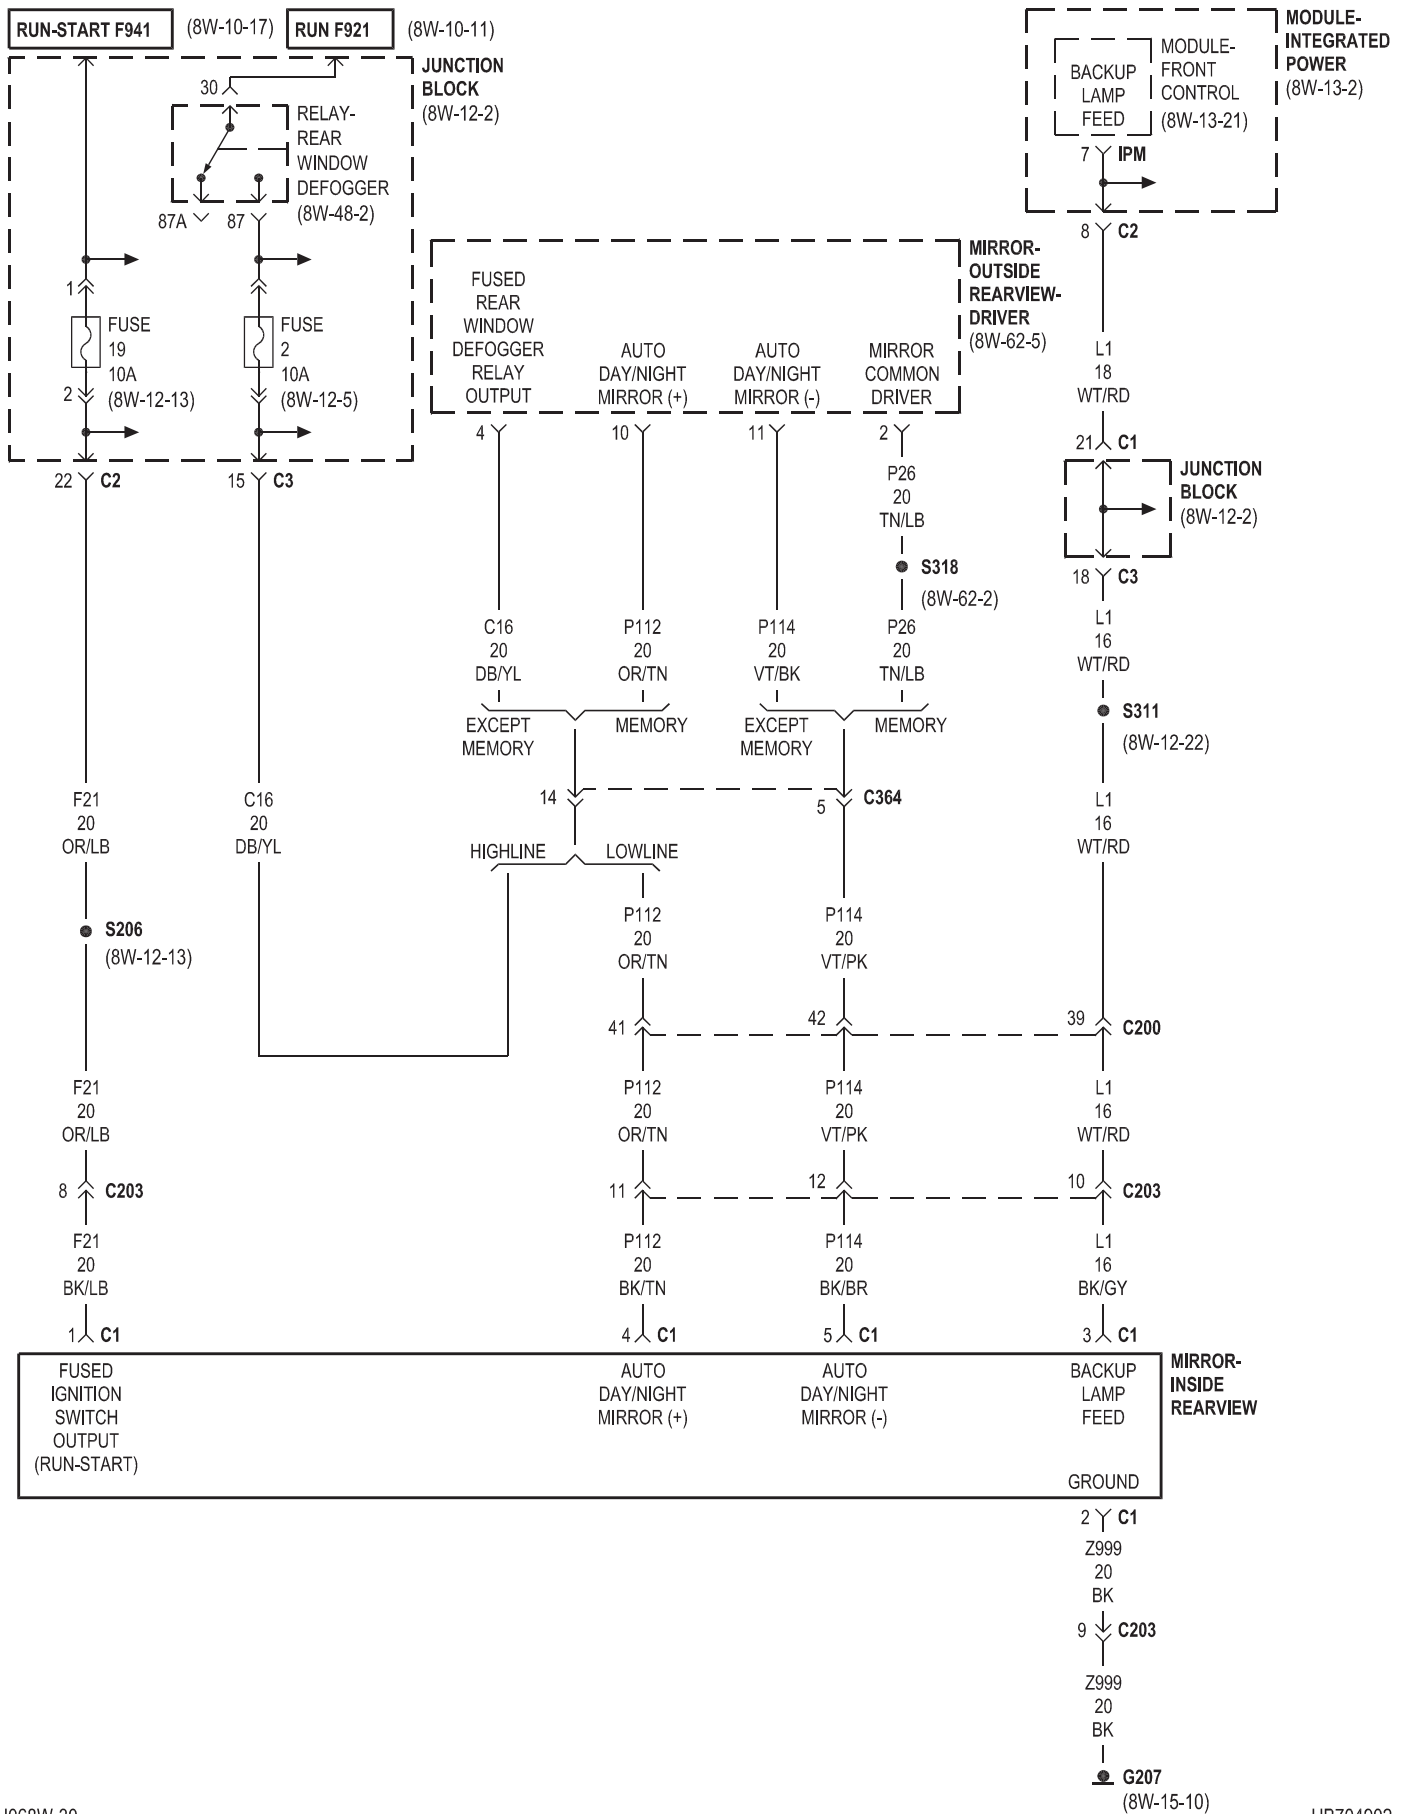 RUN-START F941
(8W-10-17)
RUN F921
(8W-10-11)
JUNCTION
BLOCK
(8W-12-2)
30
RELAY-
REAR
WINDOW
DEFOGGER
(8W-48-2)
87A
87
1
FUSE
19
10A
(8W-12-13)
2
FUSE
2
10A
(8W-12-5)
22
C2
15
C3
MODULE-
INTEGRATED
POWER
(8W-13-2)
BACKUP
LAMP
FEED
MODULE-
FRONT
CONTROL
(8W-13-21)
7
IPM
8
C2
L1
18
WT/RD
21
C1
JUNCTION
BLOCK
(8W-12-2)
18
C3
L1
16
WT/RD
S311
(8W-12-22)
L1
16
WT/RD
MIRROR-
OUTSIDE
REARVIEW-
DRIVER
(8W-62-5)
FUSED
REAR
WINDOW
DEFOGGER
RELAY
OUTPUT
AUTO
DAY/NIGHT
MIRROR (+)
AUTO
DAY/NIGHT
MIRROR (-)
MIRROR
COMMON
DRIVER
4
10
11
2
P26
20
TN/LB
S318
(8W-62-2)
C16
20
DB/YL
P112
20
OR/TN
P114
20
VT/BK
P26
20
TN/LB
EXCEPT
MEMORY
MEMORY
EXCEPT
MEMORY
MEMORY
14
5
C364
HIGHLINE
LOWLINE
F21
20
OR/LB
C16
20
DB/YL
S206
(8W-12-13)
P112
20
OR/TN
P114
20
VT/PK
41
42
39
C200
F21
20
OR/LB
P112
20
OR/TN
P114
20
VT/PK
L1
16
WT/RD
8
C203
11
12
10
C203
F21
20
BK/LB
P112
20
BK/TN
P114
20
BK/BR
L1
16
BK/GY
1
C1
4
C1
5
C1
3
C1
FUSED
IGNITION
SWITCH
OUTPUT
(RUN-START)
AUTO
DAY/NIGHT
MIRROR (+)
AUTO
DAY/NIGHT
MIRROR (-)
BACKUP
LAMP
FEED
GROUND
MIRROR-
INSIDE
REARVIEW
2
C1
Z999
20
BK
9
C203
Z999
20
BK
G207
(8W-15-10)